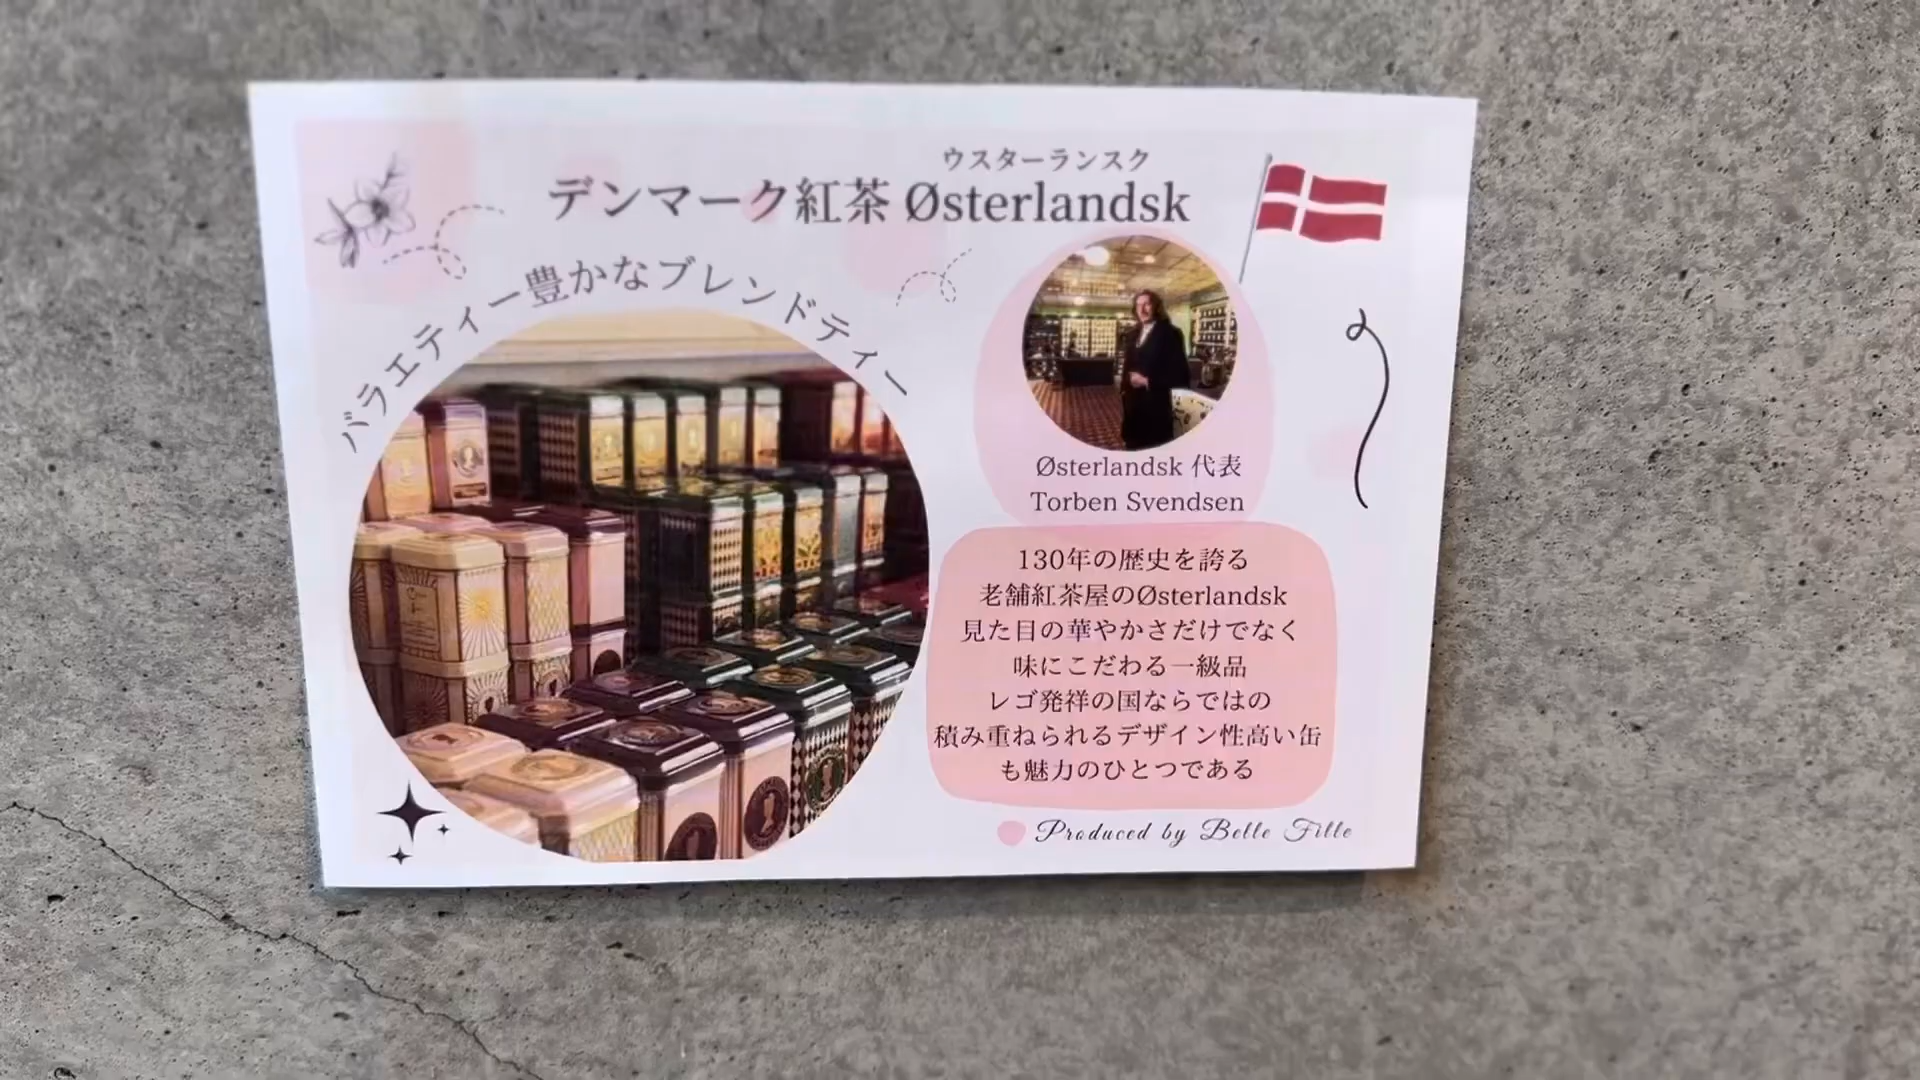 ウスターランスク
デンマーク紅茶 Østerlandsk
バラエティー豊かなブレンドティー
Østerlandsk 代表
Torben Svendsen
130年の歴史を誇る
老舗紅茶屋のØsterlandsk
見た目の華やかさだけでなく
味にこだわる一級品
レゴ発祥の国ならではの
積み重ねられるデザイン性高い缶
も魅力のひとつである
Produced by Belle Fille